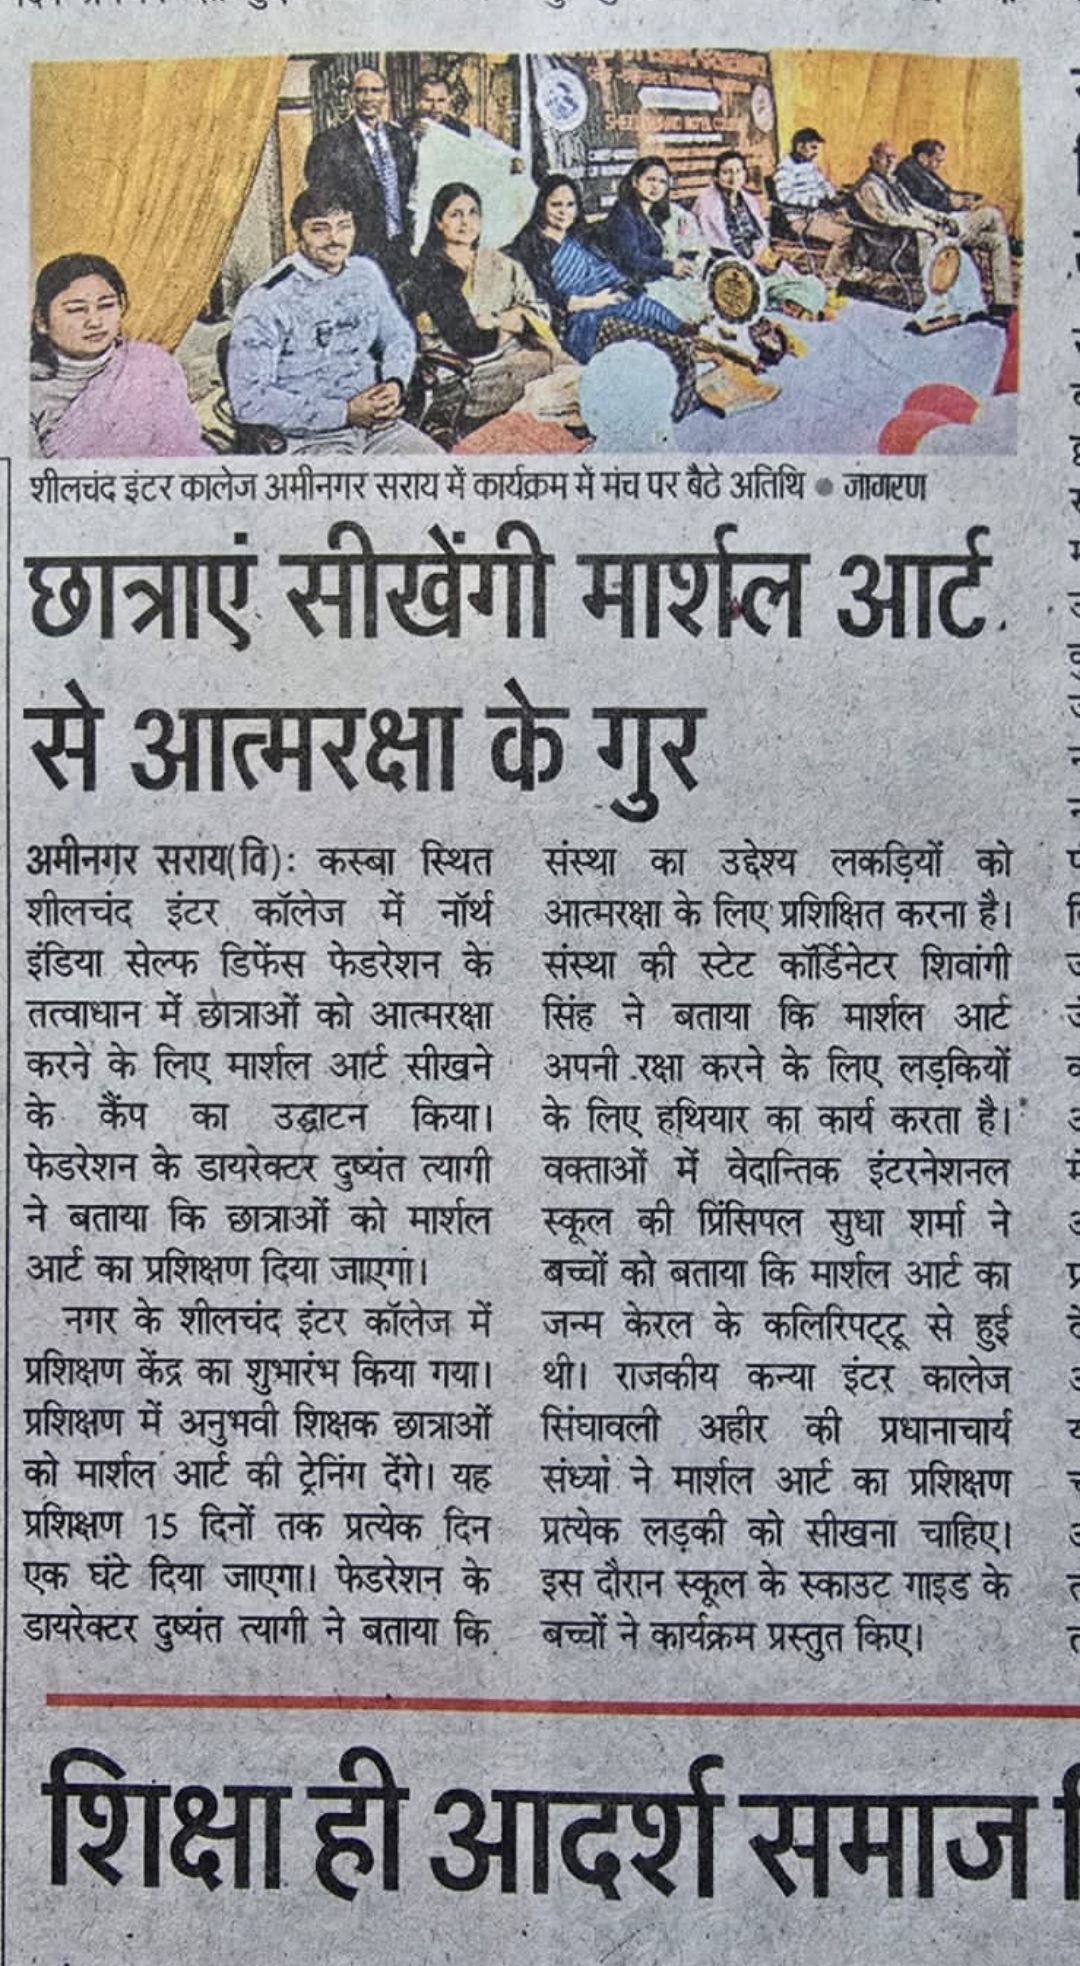 शीलचंद इंटर कालेज अमीनगर सराय में कार्यक्रम में मंच पर बैठे अतिथि ● जागरण
छात्राएं सीखेंगी मार्शल आर्ट
से आत्मरक्षा के गुर
अमीनगर सराय(वि): कस्बा स्थित
शीलचंद इंटर कॉलेज में नॉर्थ
इंडिया सेल्फ डिफेंस फेडरेशन के
तत्वाधान में छात्राओं को आत्मरक्षा
करने के लिए मार्शल आर्ट सीखने
के कैंप का उद्घाटन किया।
फेडरेशन के डायरेक्टर दुष्यंत त्यागी
ने बताया कि छात्राओं को मार्शल
आर्ट का प्रशिक्षण दिया जाएगा।
नगर के शीलचंद इंटर कॉलेज में
प्रशिक्षण केंद्र का शुभारंभ किया गया।
प्रशिक्षण में अनुभवी शिक्षक छात्राओं
को मार्शल आर्ट की ट्रेनिंग देंगे। यह
प्रशिक्षण 15 दिनों तक प्रत्येक दिन
एक घंटे दिया जाएगा। फेडरेशन के
डायरेक्टर दुष्यंत त्यागी ने बताया कि
संस्था का उद्देश्य लकड़ियों को
आत्मरक्षा के लिए प्रशिक्षित करना है।
संस्था की स्टेट कॉर्डिनेटर शिवांगी
सिंह ने बताया कि मार्शल आर्ट
अपनी रक्षा करने के लिए लड़कियों
के लिए हथियार का कार्य करता है।
वक्ताओं में वेदान्तिक इंटरनेशनल
स्कूल की प्रिंसिपल सुधा शर्मा ने
बच्चों को बताया कि मार्शल आर्ट का
जन्म केरल के कलिरिपट्टू से हुई
थी। राजकीय कन्या इंटर कालेज
सिंघावली अहीर की प्रधानाचार्य
संध्यां ने मार्शल आर्ट का प्रशिक्षण
प्रत्येक लड़की को सीखना चाहिए।
इस दौरान स्कूल के स्काउट गाइड के
बच्चों ने कार्यक्रम प्रस्तुत किए।
शिक्षा ही आदर्श समाज